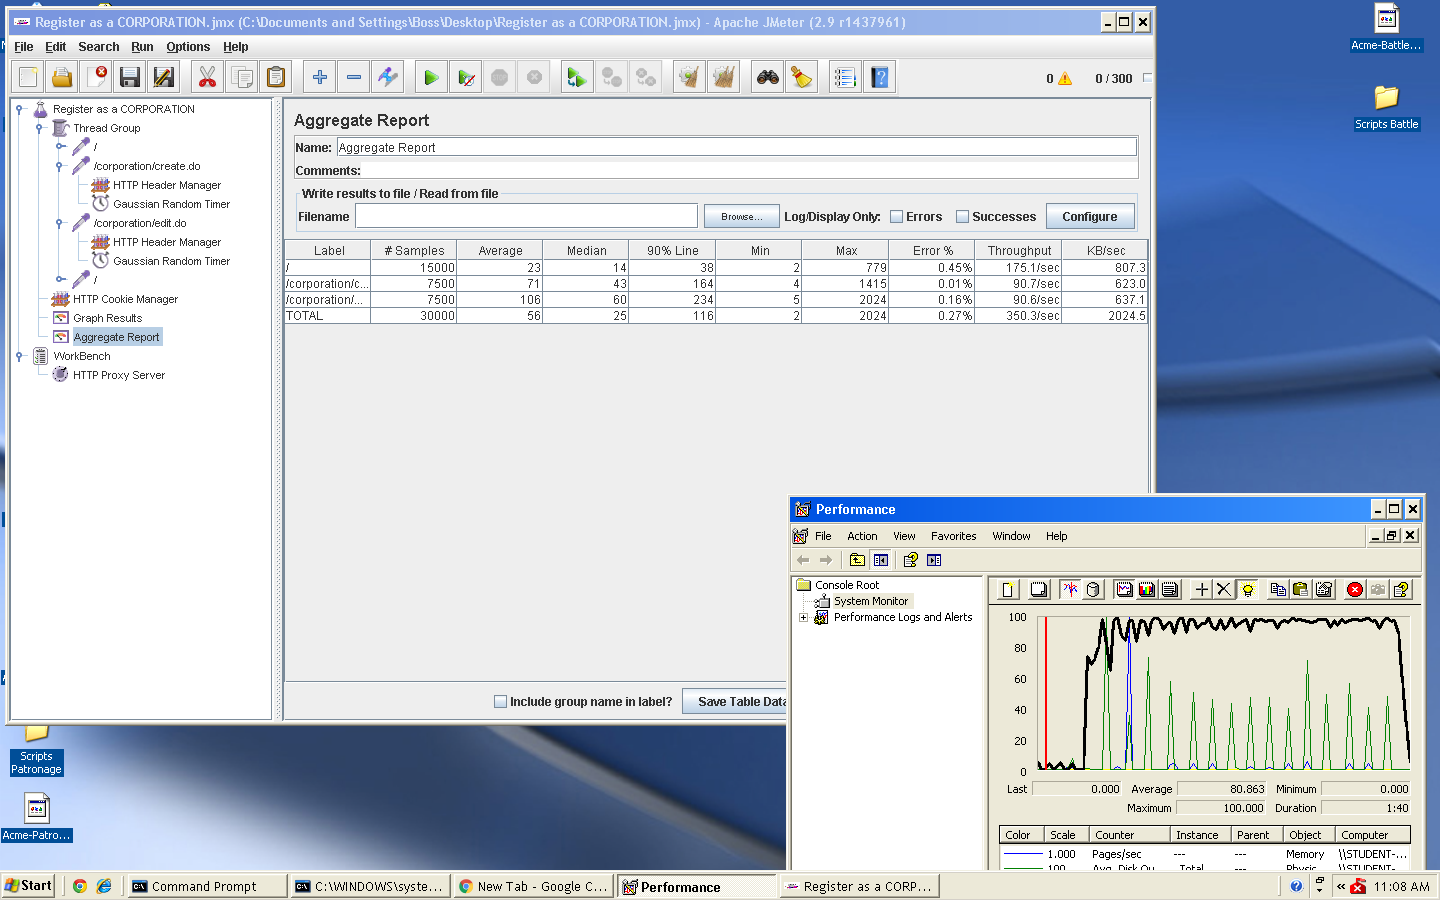 Register as a CORPORATION.jmx (C:\Documents and Settings\Boss\Desktop\Register as a CORPORATION.jmx) - Apache JMeter (2.9 r1437961)
File Edit Search Run Options Help
0 0 / 300
Register as a CORPORATION
Thread Group
/
/corporation/create.do
HTTP Header Manager
Gaussian Random Timer
/corporation/edit.do
HTTP Header Manager
Gaussian Random Timer
/
HTTP Cookie Manager
Graph Results
Aggregate Report
WorkBench
HTTP Proxy Server
Aggregate Report
Name: Aggregate Report
Comments:
Write results to file / Read from file
Filename Browse... Log/Display Only: Errors Successes Configure
Label # Samples Average Median 90% Line Min Max Error % Throughput KB/sec
/ 15000 23 14 38 2 779 0.45% 175.1/sec 807.3
/corporation/c... 7500 71 43 164 4 1415 0.01% 90.7/sec 623.0
/corporation/... 7500 106 60 234 5 2024 0.16% 90.6/sec 637.1
TOTAL 30000 56 25 116 2 2024 0.27% 350.3/sec 2024.5
Include group name in label? Save Table Data
Acme-Battle...
Scripts Battle
Scripts
Patronage
Acme-Patro...
Performance
File Action View Favorites Window Help
Console Root
System Monitor
Performance Logs and Alerts
100
80
60
40
20
0
Last 0.000 Average 80.863 Minimum 0.000
Maximum 100.000 Duration 1:40
Color Scale Counter Instance Parent Object Computer
1.000 Pages/sec --- --- Memory \\STUDENT-...
100 Avg. Disk Qu Total --- Physic \\STUDENT-
Start Command Prompt C:\WINDOWS\syste... New Tab - Google C... Performance Register as a CORP... 11:08 AM